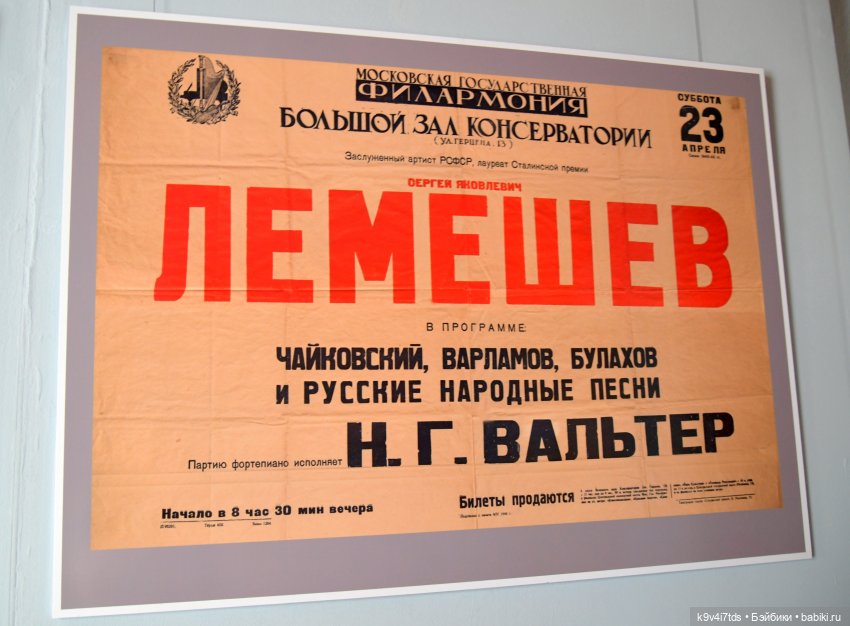 МОСКОВСКАЯ ГОСУДАРСТВЕННАЯ
ФИЛАРМОНИЯ
БОЛЬШОЙ ЗАЛ КОНСЕРВАТОРИИ
(УЛ. ГЕРЦЕНА, 13)
СУББОТА
23
АПРЕЛЯ
Заслуженный артист РСФСР, лауреат Сталинской премии
СЕРГЕЙ ЯКОВЛЕВИЧ
ЛЕМЕШЕВ
В ПРОГРАММЕ:
ЧАЙКОВСКИЙ, ВАРЛАМОВ, БУЛАХОВ
И РУССКИЕ НАРОДНЫЕ ПЕСНИ
Партию фортепиано исполняет Н. Г. ВАЛЬТЕР
Начало в 8 час 30 мин вечера
Билеты продаются
k9v4i7tds • Бэйбики • babiki.ru